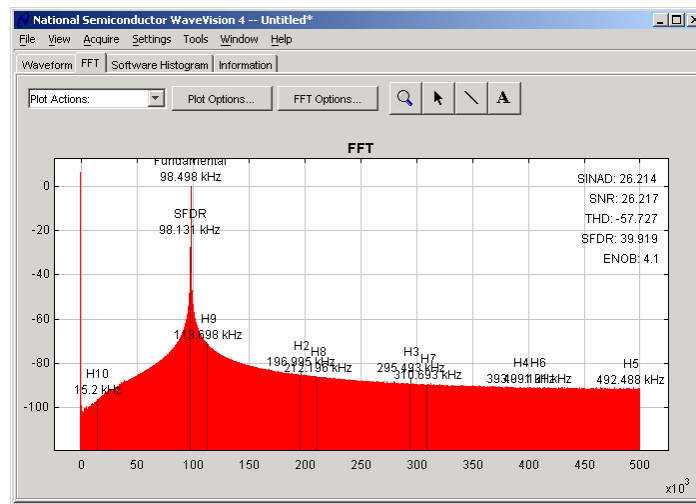 National Semiconductor WaveVision 4 -- Untitled*
File View Acquire Settings Tools Window Help
Waveform FFT Software Histogram Information
Plot Actions: Plot Options... FFT Options... A
FFT
Fundamental
98.498 kHz
SFDR
98.131 kHz
SINAD: 26.214
SNR: 26.217
THD: -57.727
SFDR: 39.919
ENOB: 4.1
H9
113.698 kHz
H10
15.2 kHz
H2
196.995 kHz
H8
212.196 kHz
H3
295.493 kHz
H7
310.693 kHz
H4 H6
H5
492.488 kHz
0
-20
-40
-60
-80
-100
0 50 100 150 200 250 300 350 400 450 500
x10³